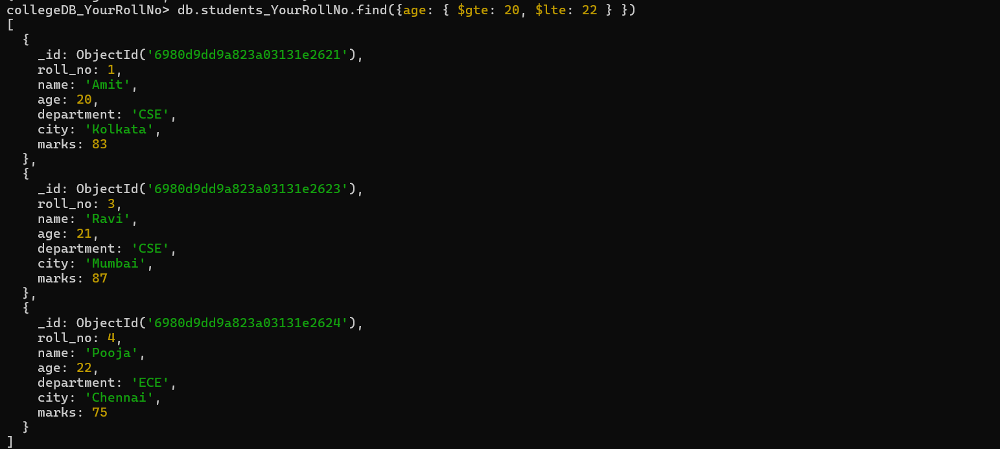 collegeDB_YourRollNo> db.students_YourRollNo.find({age: { $gte: 20, $lte: 22 } })
[
  {
    _id: ObjectId('6980d9dd9a823a03131e2621'),
    roll_no: 1,
    name: 'Amit',
    age: 20,
    department: 'CSE',
    city: 'Kolkata',
    marks: 83
  },
  {
    _id: ObjectId('6980d9dd9a823a03131e2623'),
    roll_no: 3,
    name: 'Ravi',
    age: 21,
    department: 'CSE',
    city: 'Mumbai',
    marks: 87
  },
  {
    _id: ObjectId('6980d9dd9a823a03131e2624'),
    roll_no: 4,
    name: 'Pooja',
    age: 22,
    department: 'ECE',
    city: 'Chennai',
    marks: 75
  }
]